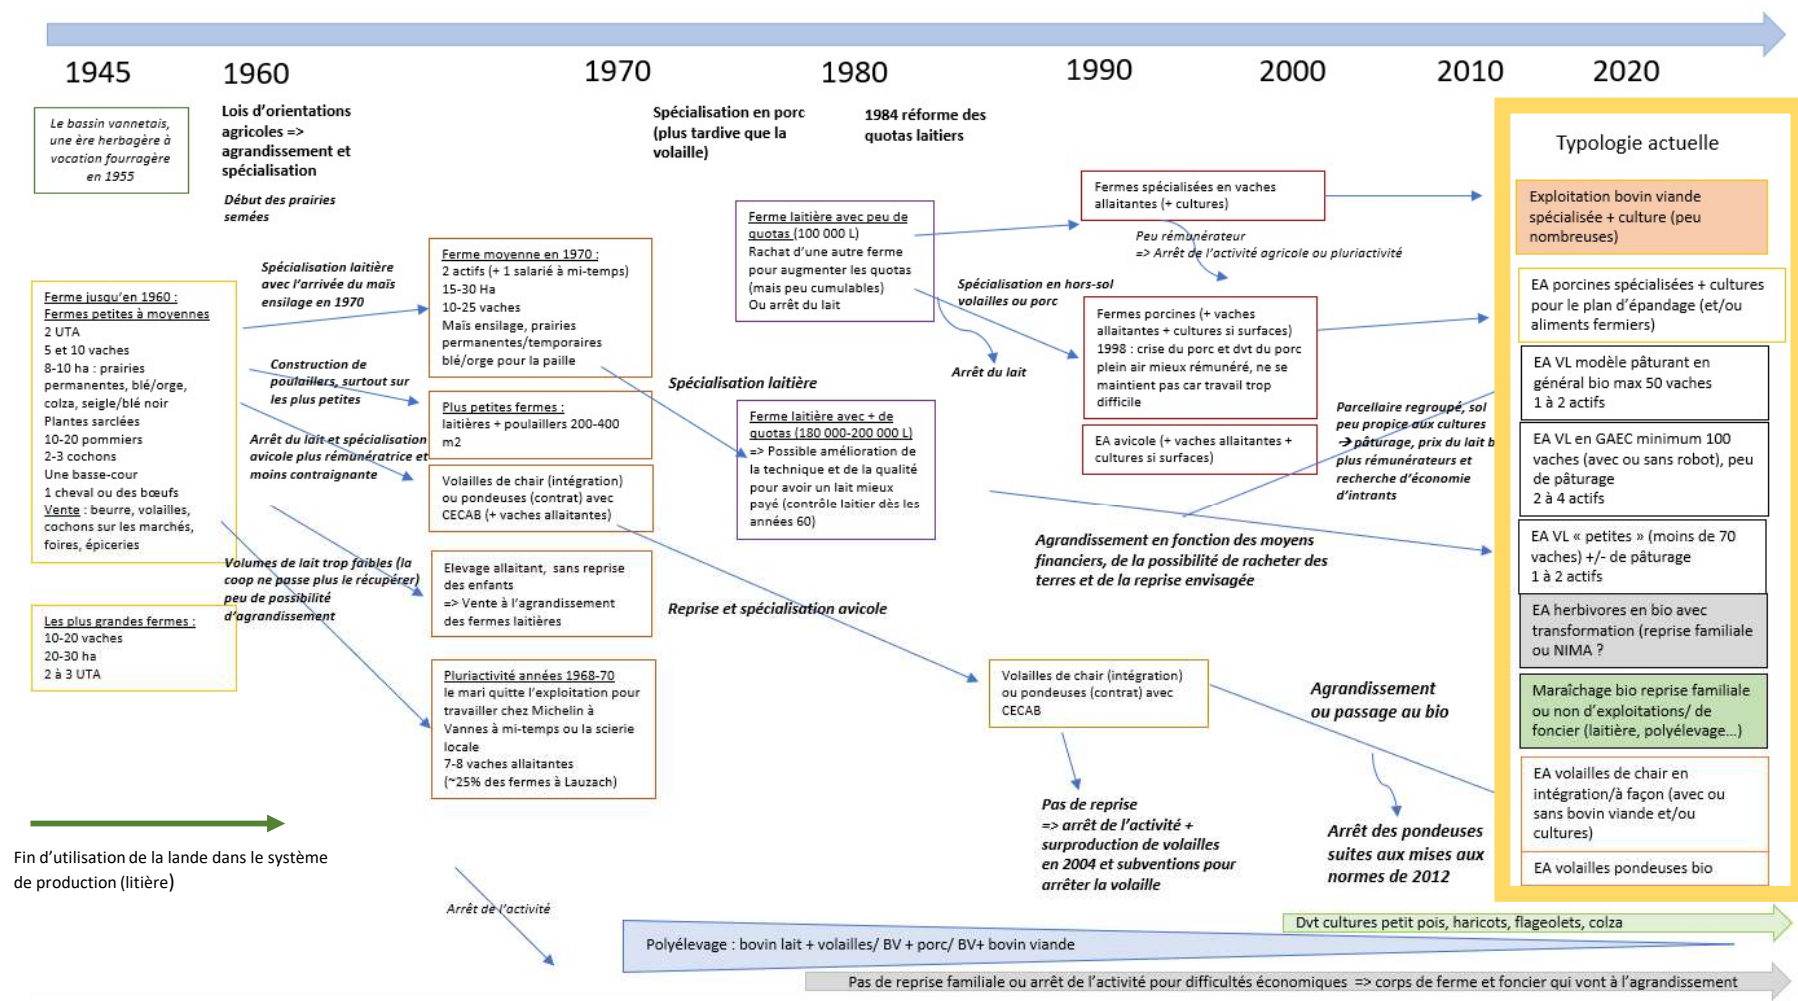 1945
1960
1970
1980
1990
2000
2010
2020
Le bassin vannetais,
une ère herbagère à
vocation fourragère
en 1955
Lois d'orientations
agricoles =>
agrandissement et
spécialisation
Début des prairies
semées
Spécialisation en porc
(plus tardive que la
volaille)
1984 réforme des
quotas laitiers
Ferme jusqu'en 1960 :
Fermes petites à moyennes
2 UTA
5 et 10 vaches
8-10 ha : prairies
permanentes, blé/orge,
colza, seigle/blé noir
Plantes sarclées
10-20 pommiers
2-3 cochons
Une basse-cour
1 cheval ou des bœufs
Vente : beurre, volailles,
cochons sur les marchés,
foires, épiceries
Les plus grandes fermes :
10-20 vaches
20-30 ha
2 à 3 UTA
Fin d'utilisation de la lande dans le système
de production (litière)
Spécialisation laitière
avec l'arrivée du maïs
ensilage en 1970
Construction de
poulaillers, surtout sur
les plus petites
Arrêt du lait et spécialisation
avicole plus rémunératrice et
moins contraignante
Volumes de lait trop faibles (la
coop ne passe plus le récupérer)
peu de possibilité
d'agrandissement
Arrêt de l'activité
Ferme moyenne en 1970 :
2 actifs (+ 1 salarié à mi-temps)
15-30 Ha
10-25 vaches
Maïs ensilage, prairies
permanentes/temporaires
blé/orge pour la paille
Plus petites fermes :
laitières + poulaillers 200-400
m2
Volailles de chair (intégration)
ou pondeuses (contrat) avec
CECAB (+ vaches allaitantes)
Elevage allaitant, sans reprise
des enfants
=> Vente à l'agrandissement
des fermes laitières
Pluriactivité années 1968-70
le mari quitte l'exploitation pour
travailler chez Michelin à
Vannes à mi-temps ou la scierie
locale
7-8 vaches allaitantes
(~25% des fermes à Lauzach)
Spécialisation laitière
Reprise et spécialisation avicole
Ferme laitière avec peu de
quotas (100 000 L)
Rachat d'une autre ferme
pour augmenter les quotas
(mais peu cumulables)
Ou arrêt du lait
Ferme laitière avec + de
quotas (180 000-200 000 L)
=> Possible amélioration de
la technique et de la qualité
pour avoir un lait mieux
payé (contrôle laitier dès les
années 60)
Spécialisation en hors-sol
volailles ou porc
Arrêt du lait
Fermes spécialisées en vaches
allaitantes (+ cultures)
Peu rémunérateur
=> Arrêt de l'activité agricole ou pluriactivité
Fermes porcines (+ vaches
allaitantes + cultures si surfaces)
1998 : crise du porc et dvt du porc
plein air mieux rémunéré, ne se
maintient pas car travail trop
difficile
EA avicole (+ vaches allaitantes +
cultures si surfaces)
Parcellaire regroupé, sol
peu propice aux cultures
→ pâturage, prix du lait b
plus rémunérateurs et
recherche d'économie
d'intrants
Agrandissement en fonction des moyens
financiers, de la possibilité de racheter des
terres et de la reprise envisagée
Volailles de chair (intégration)
ou pondeuses (contrat) avec
CECAB
Pas de reprise
=> arrêt de l'activité +
surproduction de volailles
en 2004 et subventions pour
arrêter la volaille
Agrandissement
ou passage au bio
Arrêt des pondeuses
suites aux mises aux
normes de 2012
Typologie actuelle
Exploitation bovin viande
spécialisée + culture (peu
nombreuses)
EA porcines spécialisées + cultures
pour le plan d'épandage (et/ou
aliments fermiers)
EA VL modèle pâturant en
général bio max 50 vaches
1 à 2 actifs
EA VL en GAEC minimum 100
vaches (avec ou sans robot), peu
de pâturage
2 à 4 actifs
EA VL « petites » (moins de 70
vaches) +/- de pâturage
1 à 2 actifs
EA herbivores en bio avec
transformation (reprise familiale
ou NIMA ?
Maraîchage bio reprise familiale
ou non d'exploitations/ de
foncier (laitière, polyélevage...)
EA volailles de chair en
intégration/à façon (avec ou
sans bovin viande et/ou
cultures)
EA volailles pondeuses bio
Dvt cultures petit pois, haricots, flageolets, colza
Polyélevage : bovin lait + volailles/ BV + porc/ BV+ bovin viande
Pas de reprise familiale ou arrêt de l'activité pour difficultés économiques => corps de ferme et foncier qui vont à l'agrandissement